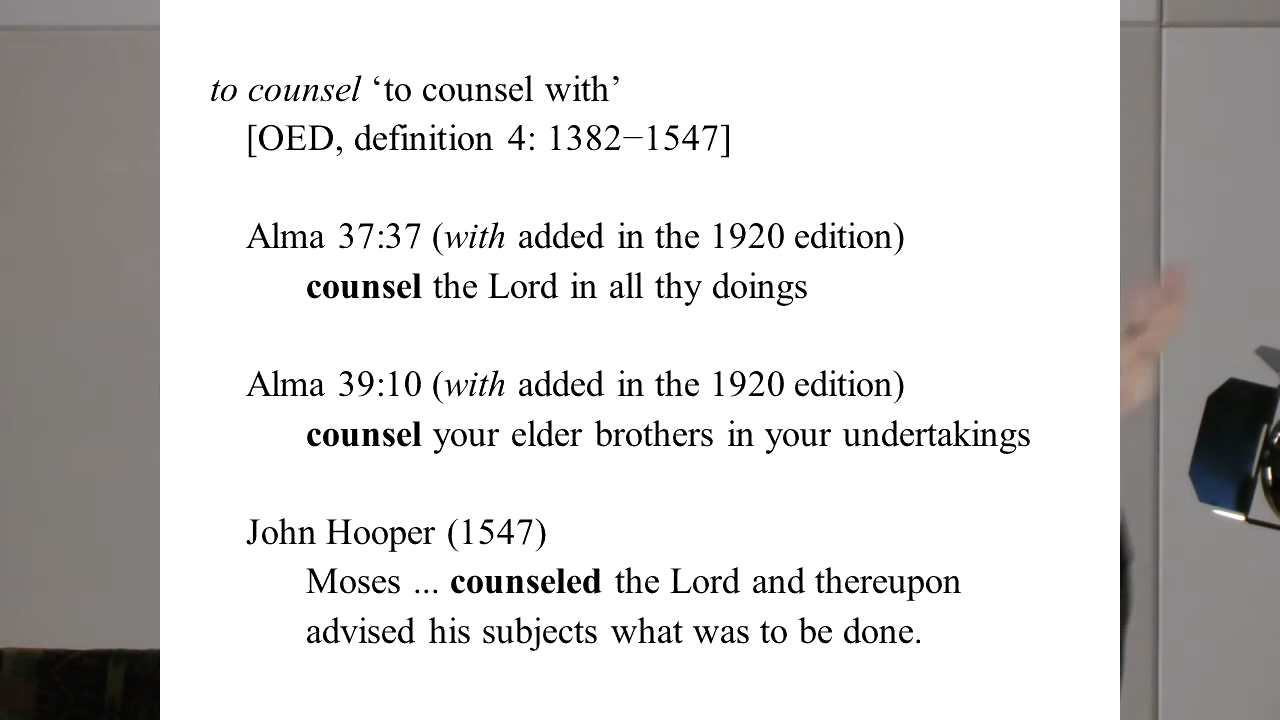 to counsel ‘to counsel with’
[OED, definition 4: 1382−1547]
Alma 37:37 (with added in the 1920 edition)
counsel the Lord in all thy doings
Alma 39:10 (with added in the 1920 edition)
counsel your elder brothers in your undertakings
John Hooper (1547)
Moses ... counseled the Lord and thereupon
advised his subjects what was to be done.